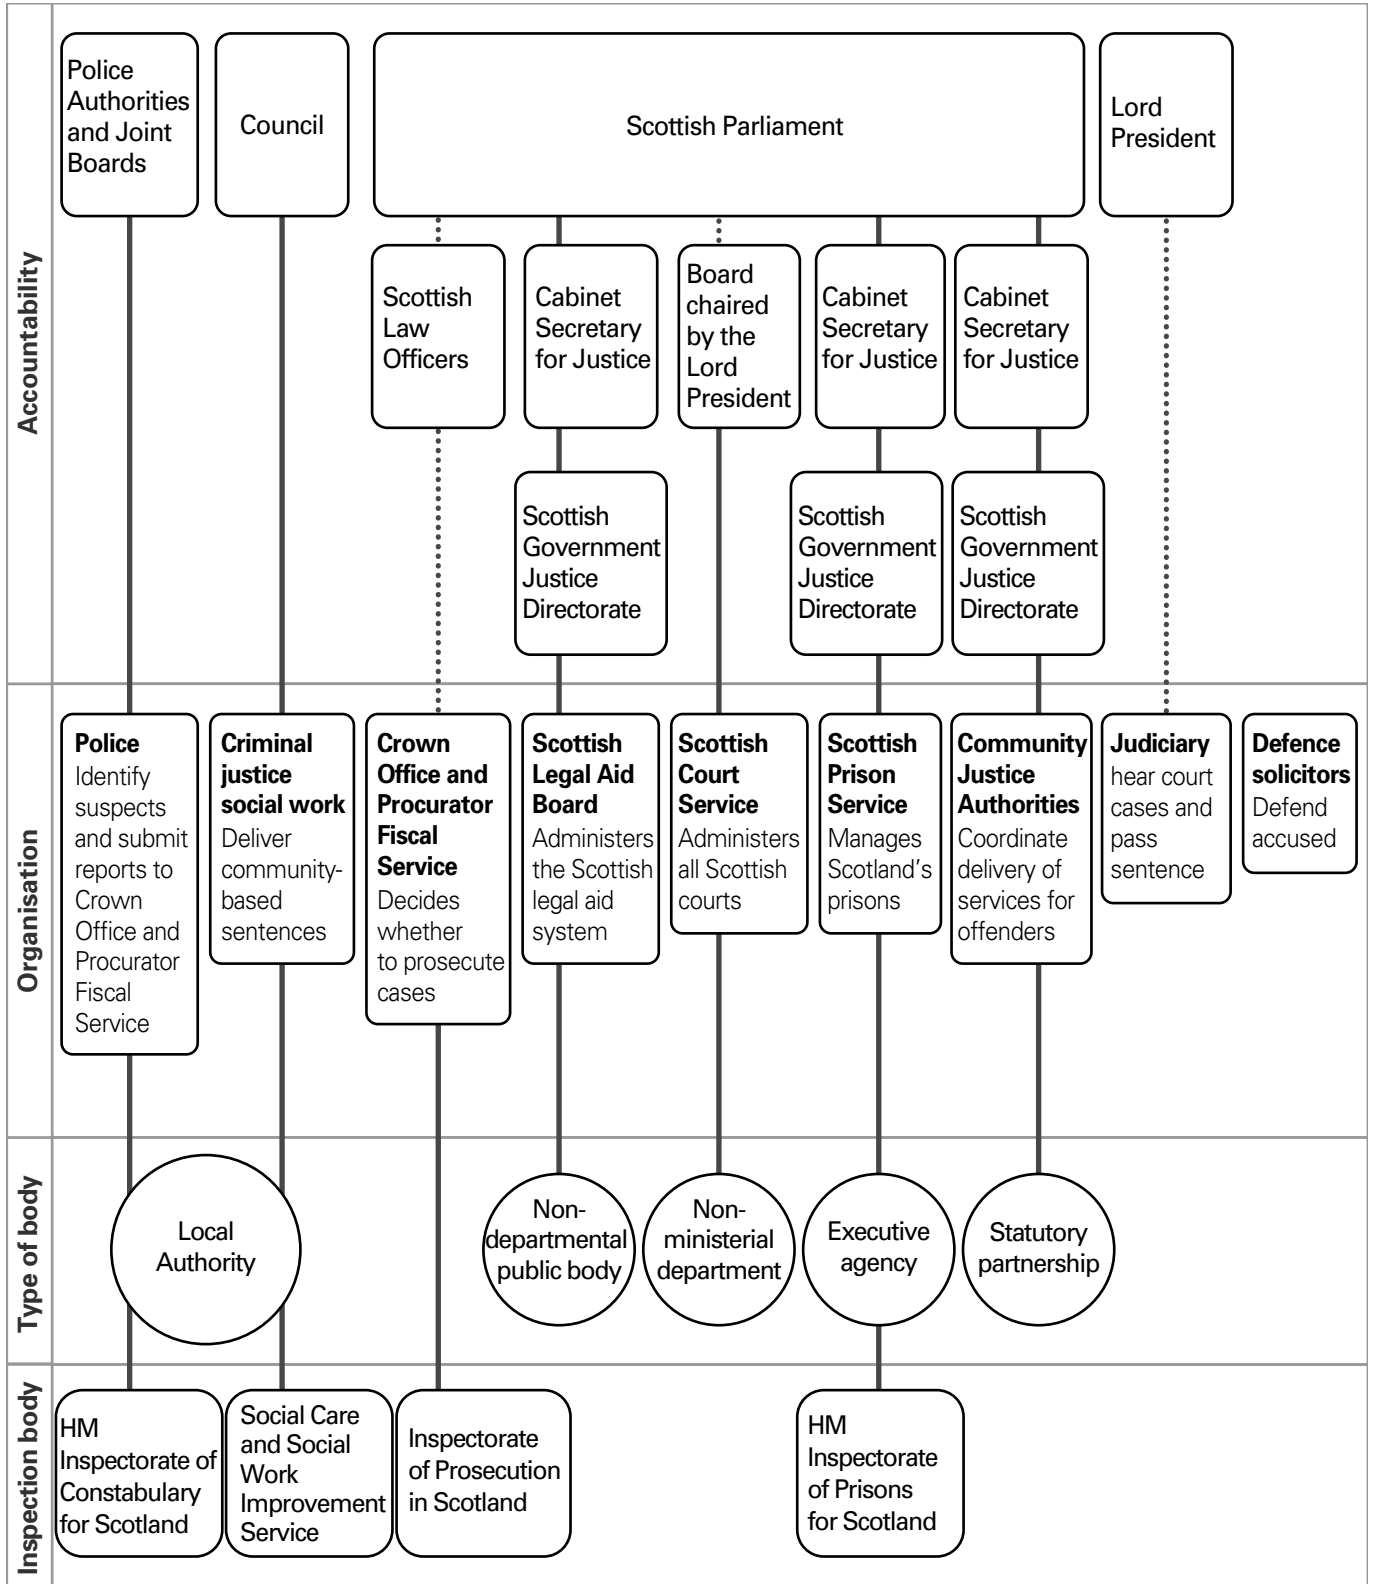 Accountability
Police
Authorities
and Joint
Boards
Council
Scottish Parliament
Lord
President
Scottish
Law
Officers
Cabinet
Secretary
for Justice
Board
chaired
by the
Lord
President
Cabinet
Secretary
for Justice
Cabinet
Secretary
for Justice
Scottish
Government
Justice
Directorate
Scottish
Government
Justice
Directorate
Scottish
Government
Justice
Directorate
Organisation
Police
Identify
suspects
and submit
reports to
Crown
Office and
Procurator
Fiscal
Service
Criminal
justice
social work
Deliver
community-
based
sentences
Crown
Office and
Procurator
Fiscal
Service
Decides
whether
to prosecute
cases
Scottish
Legal Aid
Board
Administers
the Scottish
legal aid
system
Scottish
Court
Service
Administers
all Scottish
courts
Scottish
Prison
Service
Manages
Scotland's
prisons
Community
Justice
Authorities
Coordinate
delivery of
services for
offenders
Judiciary
hear court
cases and
pass
sentence
Defence
solicitors
Defend
accused
Type of body
Local
Authority
Non-
departmental
public body
Non-
ministerial
department
Executive
agency
Statutory
partnership
Inspection body
HM
Inspectorate of
Constabulary
for Scotland
Social Care
and Social
Work
Improvement
Service
Inspectorate
of Prosecution
in Scotland
HM
Inspectorate
of Prisons
for Scotland